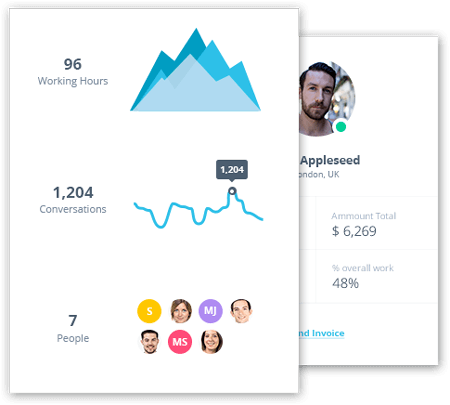 96
Working Hours
1,204
1,204
Conversations
S
MJ
7
People
MS
Appleseed
ondon, UK
Ammount Total
$ 6,269
% overall work
48%
nd Invoice